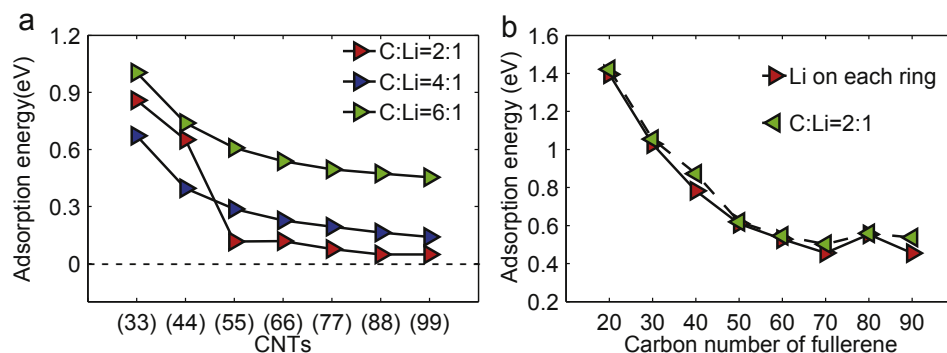 a
1.2
0.9
0.6
0.3
0
Adsorption energy(eV)
C:Li=2:1
C:Li=4:1
C:Li=6:1
(33) (44) (55) (66) (77) (88) (99)
CNTs
b
1.6
1.4
1.2
1.0
0.8
0.6
0.4
0.2
Adsorption energy (eV)
Li on each ring
C:Li=2:1
20 30 40 50 60 70 80 90
Carbon number of fullerene